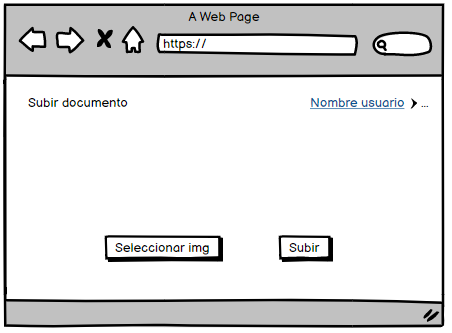 A Web Page
https://
Subir documento
Nombre usuario ...
Seleccionar img
Subir